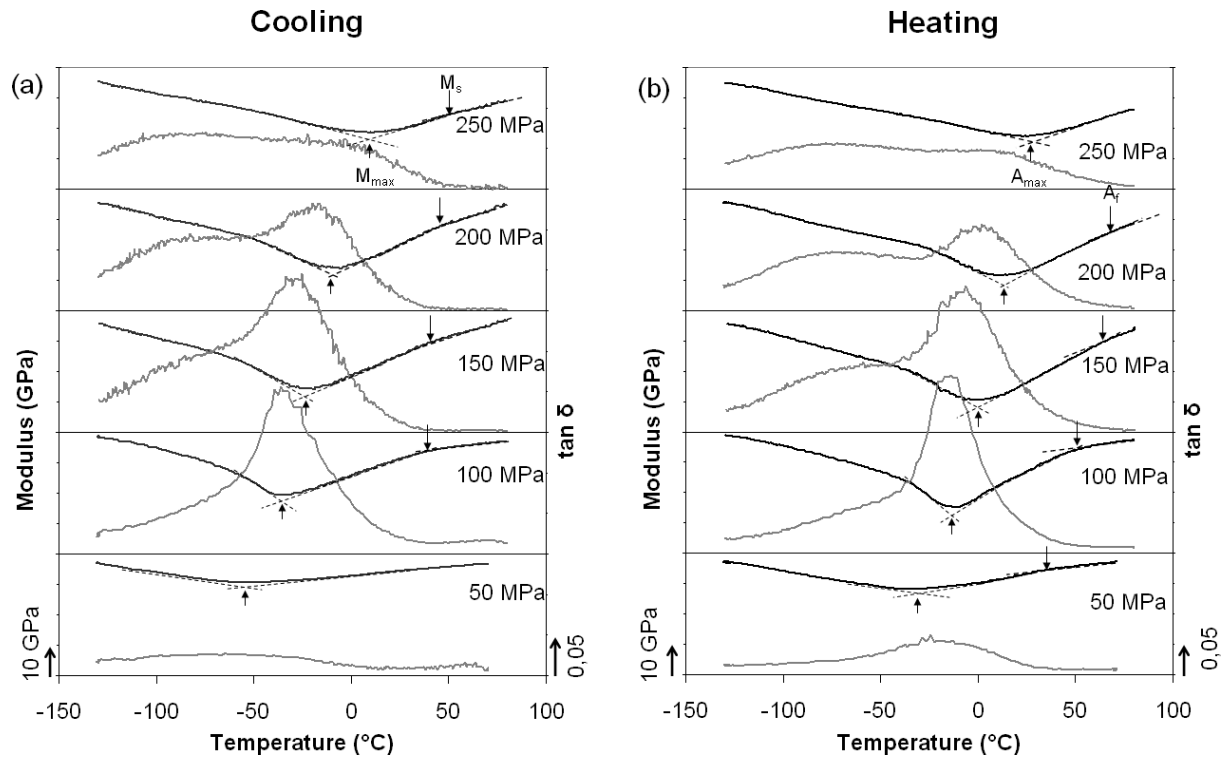 Cooling
Heating
(a)
Ms
250 MPa
Mmax
200 MPa
150 MPa
100 MPa
50 MPa
Modulus (GPa)
tan δ
10 GPa
0,05
-150 -100 -50 0 50 100
Temperature (°C)
(b)
250 MPa
Amax
Af
200 MPa
150 MPa
100 MPa
50 MPa
Modulus (GPa)
tan δ
10 GPa
0,05
-150 -100 -50 0 50 100
Temperature (°C)